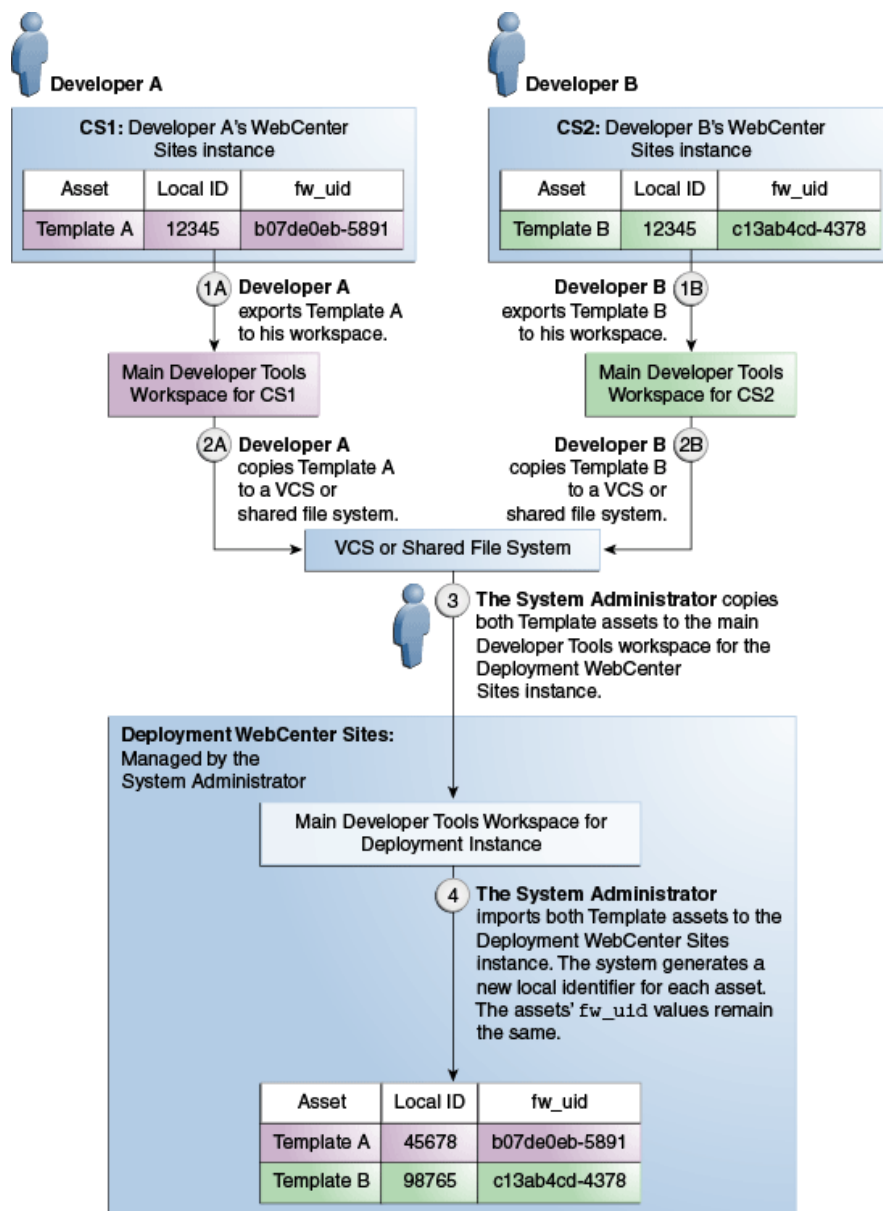 Developer A
CS1: Developer A's WebCenter
Sites instance
Asset Local ID fw_uid
Template A 12345 b07de0eb-5891
1A Developer A
exports Template A
to his workspace.
Main Developer Tools
Workspace for CS1
2A Developer A
copies Template A
to a VCS or
shared file system.
Developer B
CS2: Developer B's WebCenter
Sites instance
Asset Local ID fw_uid
Template B 12345 c13ab4cd-4378
Developer B 1B
exports Template B
to his workspace.
Main Developer Tools
Workspace for CS2
Developer B 2B
copies Template B
to a VCS or
shared file system.
VCS or Shared File System
3 The System Administrator copies
both Template assets to the main
Developer Tools workspace for the
Deployment WebCenter
Sites instance.
Deployment WebCenter Sites:
Managed by the
System Administrator
Main Developer Tools Workspace for
Deployment Instance
4 The System Administrator
imports both Template assets to the
Deployment WebCenter Sites
instance. The system generates a
new local identifier for each asset.
The assets' fw_uid values remain
the same.
Asset Local ID fw_uid
Template A 45678 b07de0eb-5891
Template B 98765 c13ab4cd-4378